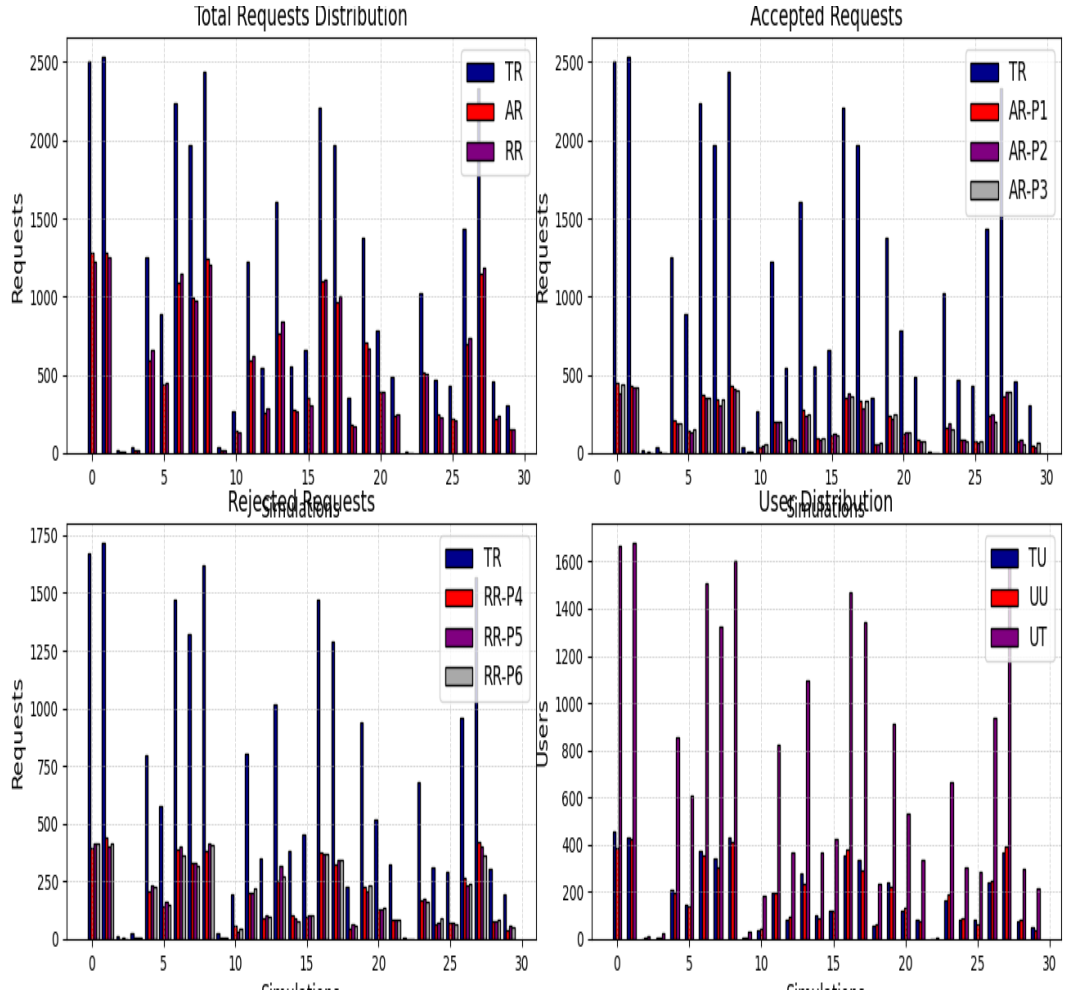 Total Requests Distribution
Accepted Requests
2500
2000
1500
1000
500
0
Requests
TR
AR
RR
0 5 10 15 20 25 30
Simulations
2500
2000
1500
1000
500
0
Requests
TR
AR-P1
AR-P2
AR-P3
0 5 10 15 20 25 30
Simulations
Rejected Requests
User Distribution
1750
1500
1250
1000
750
500
250
0
Requests
TR
RR-P4
RR-P5
RR-P6
0 5 10 15 20 25 30
Simulations
1600
1400
1200
1000
800
600
400
200
0
Users
TU
UU
UT
0 5 10 15 20 25 30
Simulations